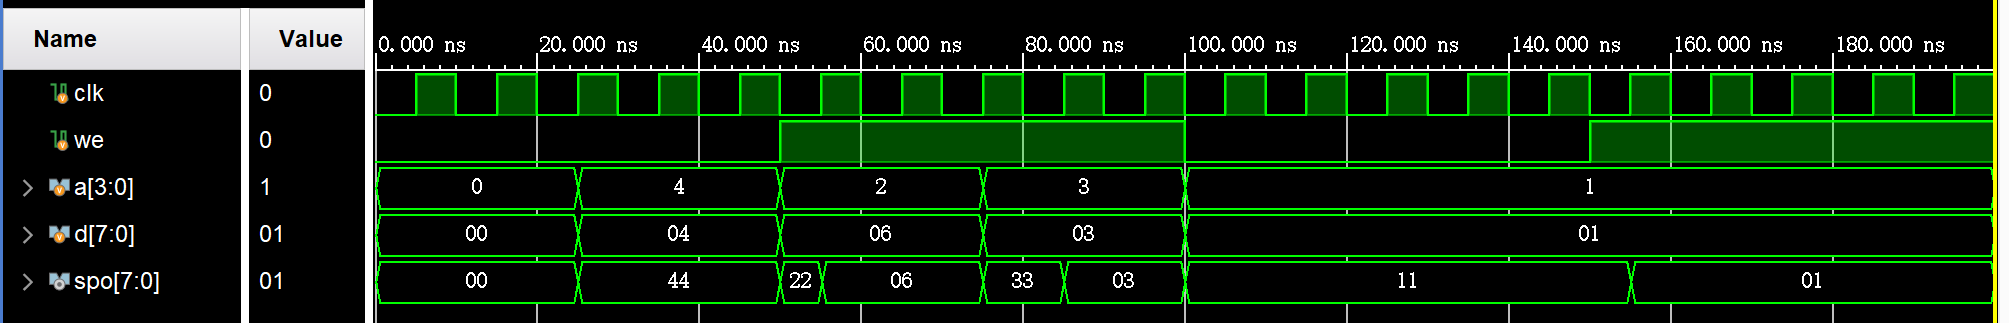 Name Value
0.000 ns 20.000 ns 40.000 ns 60.000 ns 80.000 ns 100.000 ns 120.000 ns 140.000 ns 160.000 ns 180.000 ns
clk 0
we 0
a[3:0] 1 0 4 2 3 1
d[7:0] 01 00 04 06 03 01
spo[7:0] 01 00 44 22 06 33 03 11 01